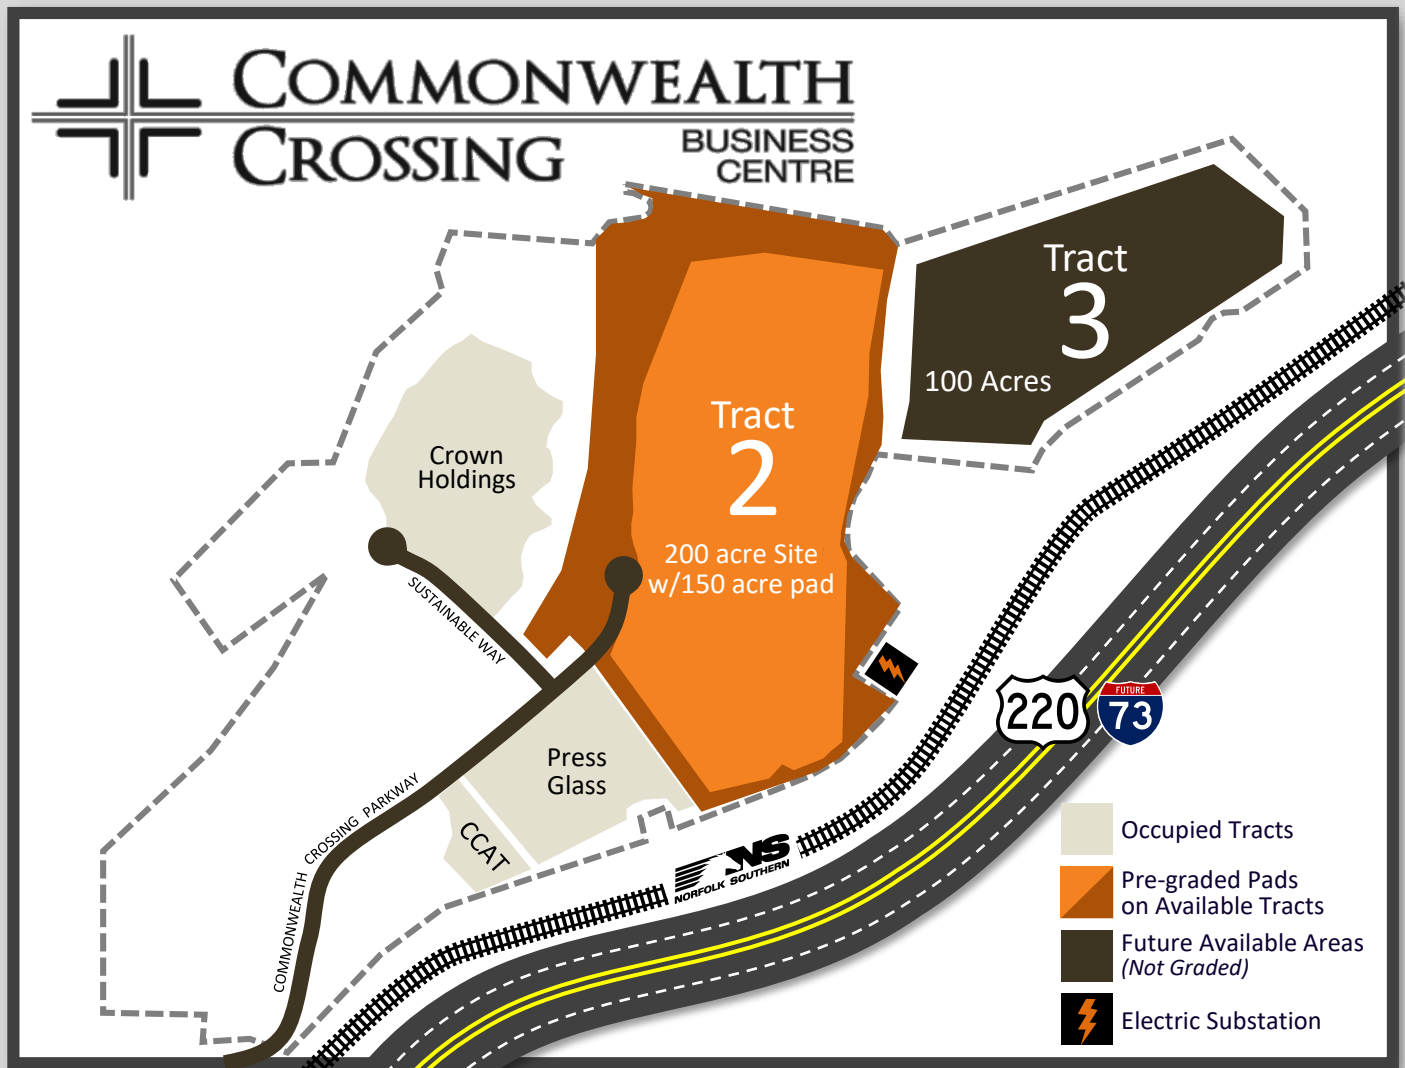 COMMONWEALTH
CROSSING
BUSINESS
CENTRE
Tract
3
100 Acres
Tract
2
200 acre Site
w/150 acre pad
Crown
Holdings
SUSTAINABLE WAY
Press
Glass
CCAT
COMMONWEALTH CROSSING PARKWAY
NS
NORFOLK SOUTHERN
220
FUTURE
73
Occupied Tracts
Pre-graded Pads
on Available Tracts
Future Available Areas
(Not Graded)
Electric Substation